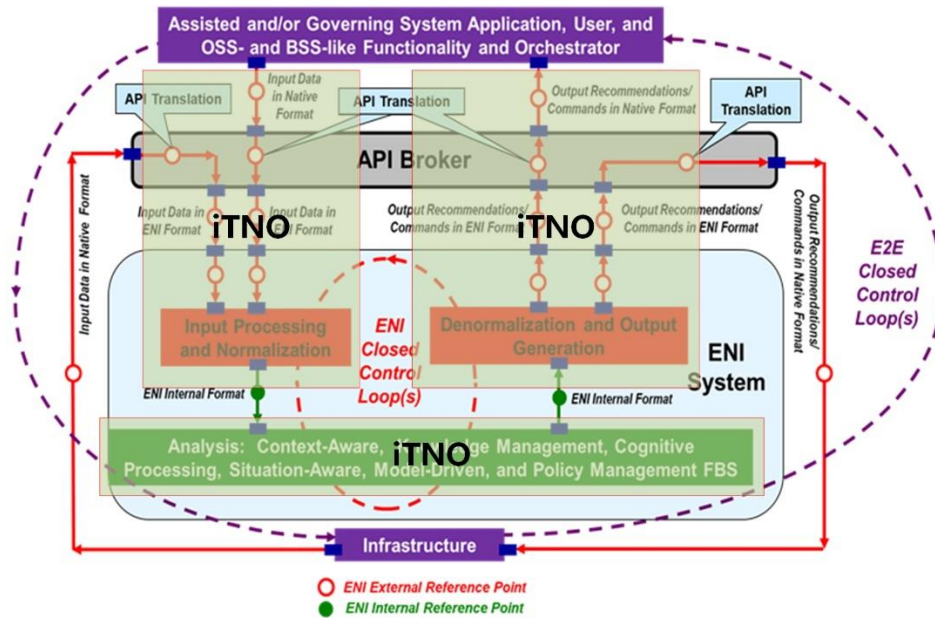 Assisted and/or Governing System Application, User, and
OSS- and BSS-like Functionality and Orchestrator
API Translation
Input Data
in Native
Format
API Translation
Output Recommendations/
Commands in Native Format
API
Translation
API Broker
Input Data in Native Format
Input Data in
ENI Format
Input Data in
ENI Format
iTNO
Output Recommendations/
Commands in ENI Format
iTNO
Output Recommendations/
Commands in ENI Format
Output Recommendations/
Commands in Native Format
E2E
Closed
Control
Loop(s)
Input Processing
and Normalization
ENI
Closed
Control
Loop(s)
Denormalization and Output
Generation
ENI
System
ENI Internal Format
ENI Internal Format
Analysis: Context-Aware, Knowledge Management, Cognitive
Processing, Situation-Aware, Model-Driven, and Policy Management FBS
iTNO
Infrastructure
ENI External Reference Point
ENI Internal Reference Point